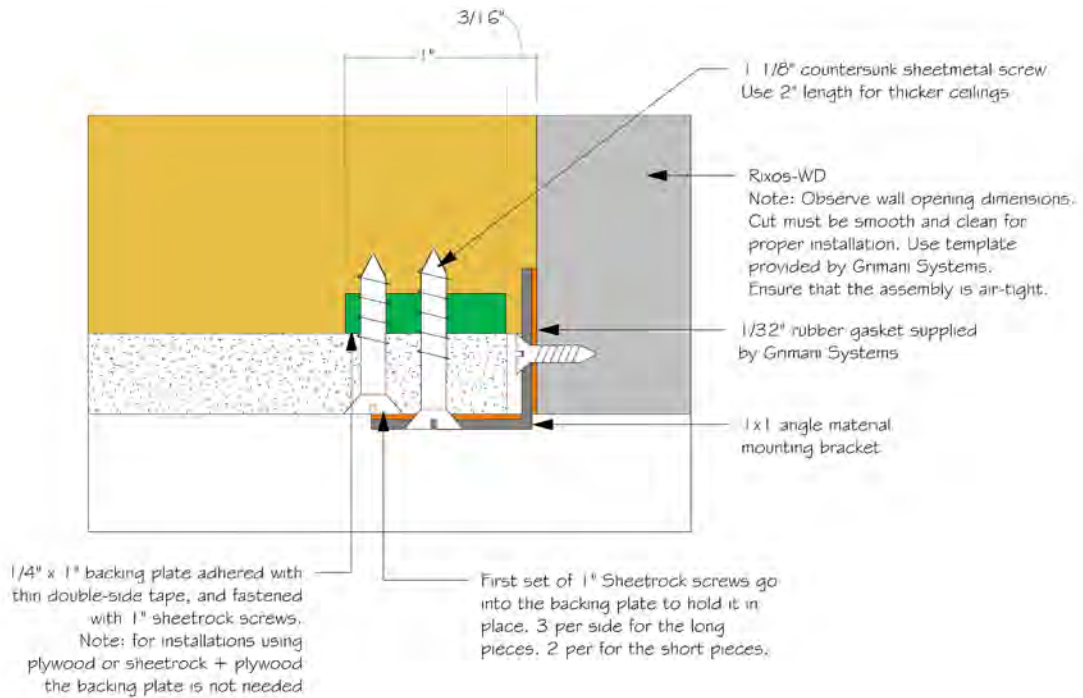 3/16"
1"
1 1/8" countersunk sheetmetal screw
Use 2" length for thicker ceilings
Rixos-WD
Note: Observe wall opening dimensions.
Cut must be smooth and clean for
proper installation. Use template
provided by Grimani Systems.
Ensure that the assembly is air-tight.
1/32" rubber gasket supplied
by Grimani Systems
1x1 angle material
mounting bracket
1/4" x 1" backing plate adhered with
thin double-side tape, and fastened
with 1" sheetrock screws.
Note: for installations using
plywood or sheetrock + plywood
the backing plate is not needed
First set of 1" Sheetrock screws go
into the backing plate to hold it in
place. 3 per side for the long
pieces. 2 per for the short pieces.